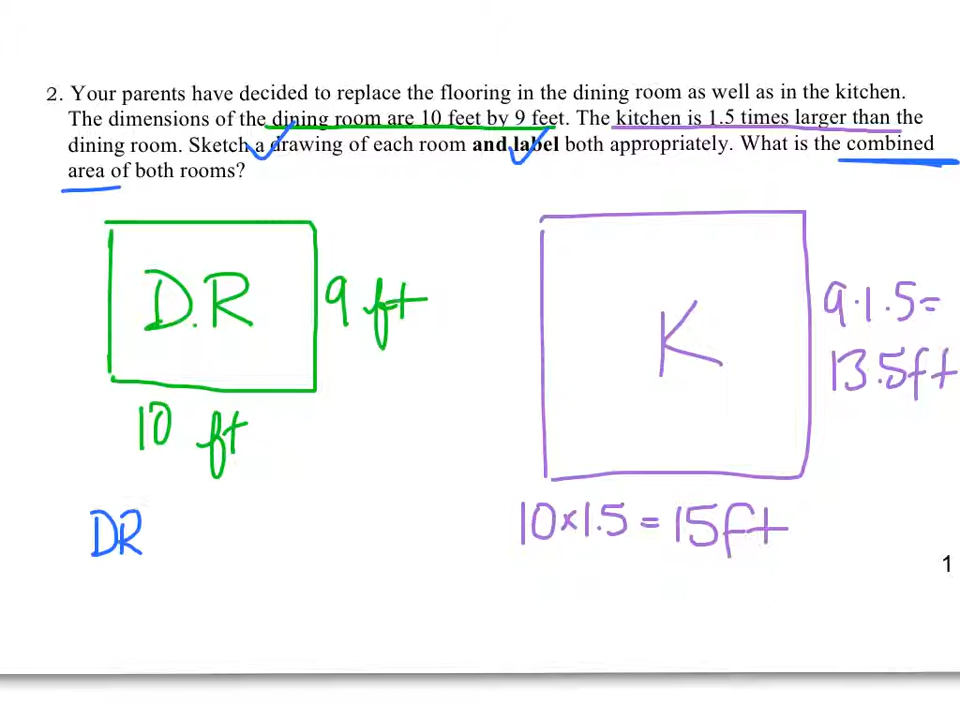 2. Your parents have decided to replace the flooring in the dining room as well as in the kitchen.
The dimensions of the dining room are 10 feet by 9 feet. The kitchen is 1.5 times larger than the
dining room. Sketch a drawing of each room and label both appropriately. What is the combined
area of both rooms?
D.R
9 ft
10 ft
K
9·1.5=
13.5ft
10×1.5=15ft
DR
1